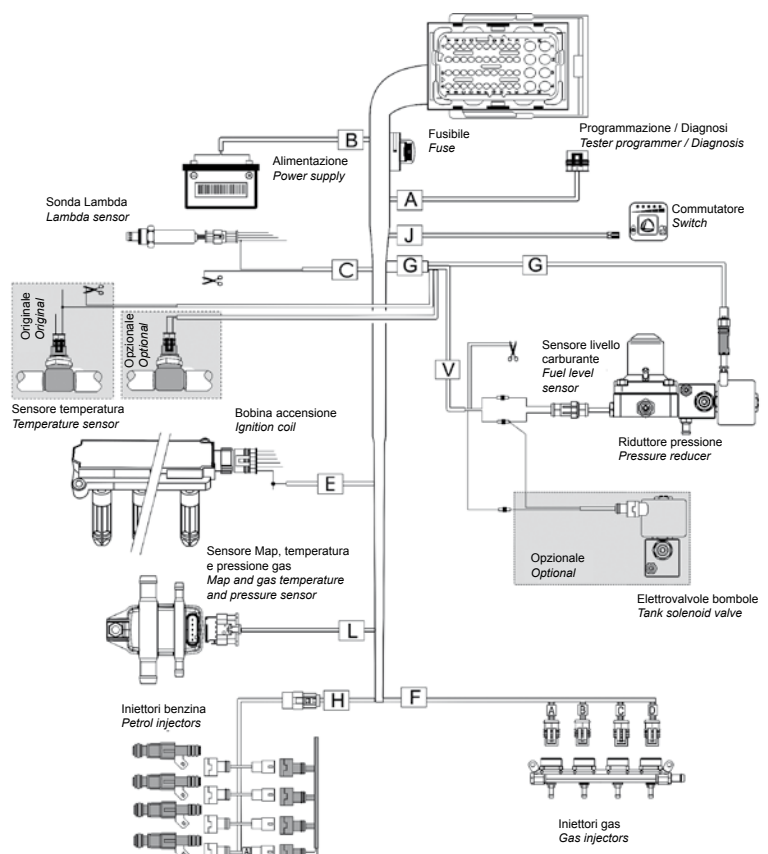 B
Fusibile
Fuse
Programmazione / Diagnosi
Tester programmer / Diagnosis
Alimentazione
Power supply
A
Sonda Lambda
Lambda sensor
J
Commutatore
Switch
C
G
G
Originale
Original
Opzionale
Optional
Sensore temperatura
Temperature sensor
V
Sensore livello
carburante
Fuel level
sensor
Riduttore pressione
Pressure reducer
Bobina accensione
Ignition coil
E
Opzionale
Optional
Elettrovalvole bombole
Tank solenoid valve
Sensore Map, temperatura
e pressione gas
Map and gas temperature
and pressure sensor
L
Iniettori benzina
Petrol injectors
H
F
A
B
C
D
Iniettori gas
Gas injectors